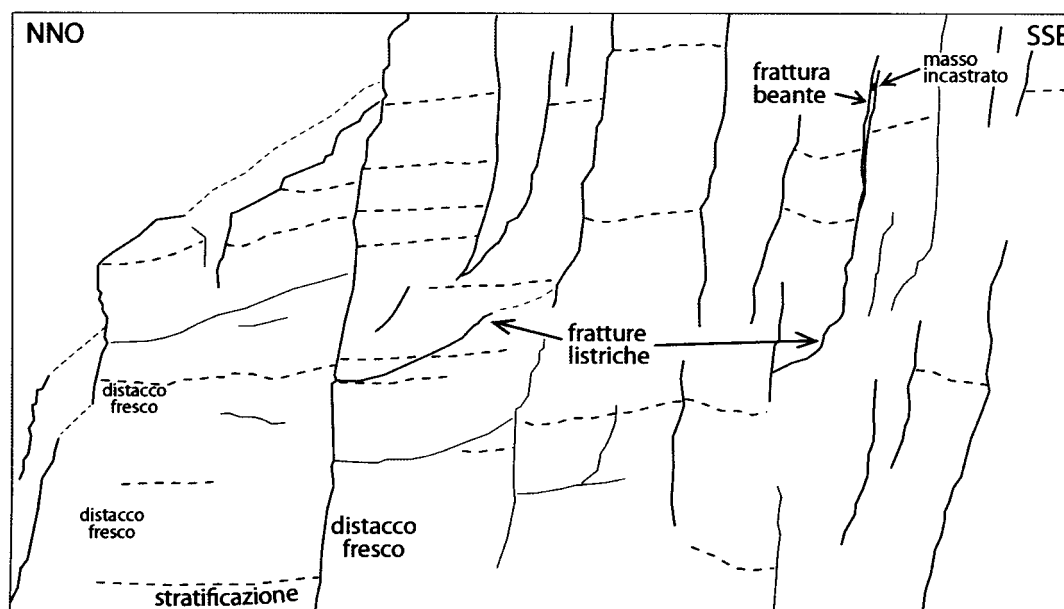 NNO
SSE
masso
incastrato
frattura
beante
fratture
listriche
distacco
fresco
distacco
fresco
distacco
fresco
stratificazione